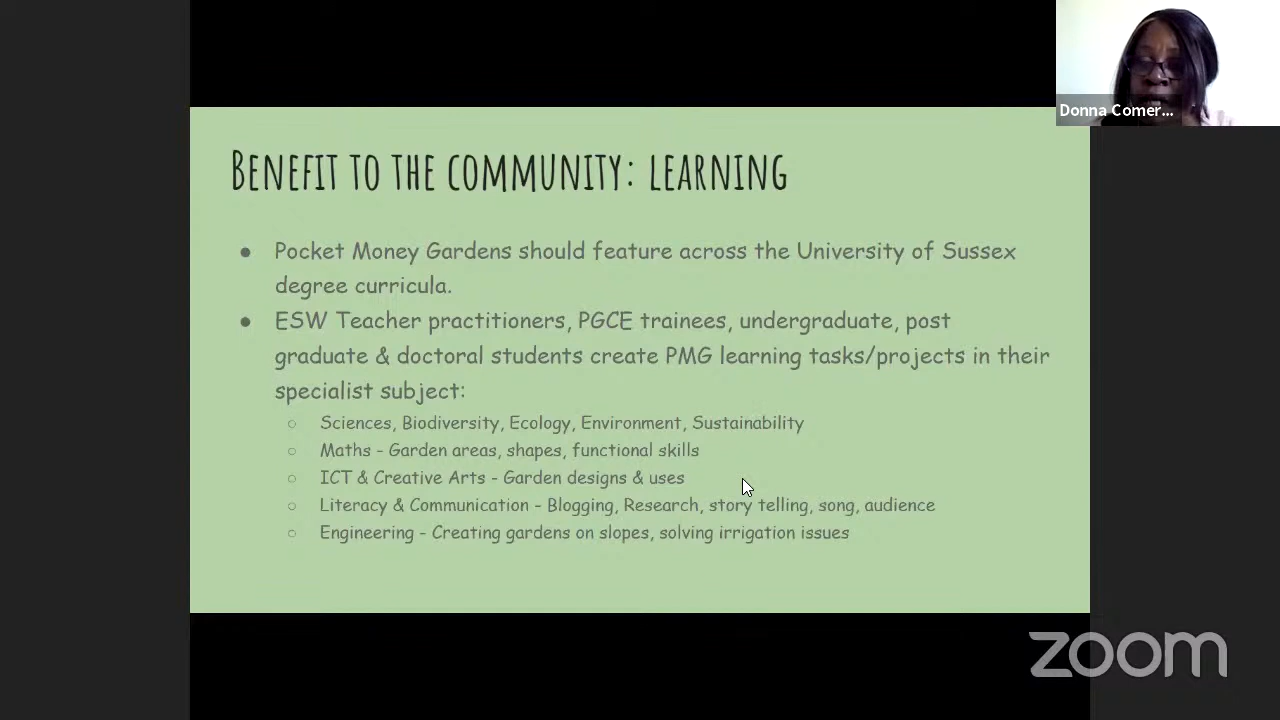 Donna Comer...
Benefit to the community: learning
● Pocket Money Gardens should feature across the University of Sussex
degree curricula.
● ESW Teacher practitioners, PGCE trainees, undergraduate, post
graduate & doctoral students create PMG learning tasks/projects in their
specialist subject:
○ Sciences, Biodiversity, Ecology, Environment, Sustainability
○ Maths - Garden areas, shapes, functional skills
○ ICT & Creative Arts - Garden designs & uses
○ Literacy & Communication - Blogging, Research, story telling, song, audience
○ Engineering - Creating gardens on slopes, solving irrigation issues
zoom